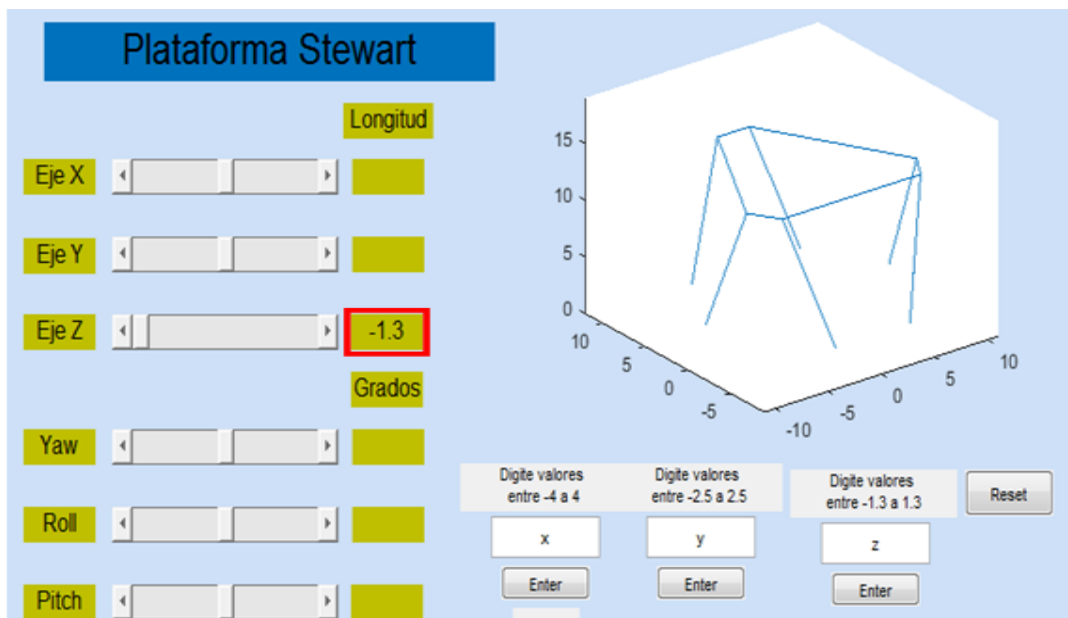 Plataforma Stewart
Longitud
Eje X
Eje Y
Eje Z
-1.3
Grados
Yaw
Roll
Pitch
15
10
5
0
10
5
0
-5
-10
-5
0
5
10
Digite valores
entre -4 a 4
x
Enter
Digite valores
entre -2.5 a 2.5
y
Enter
Digite valores
entre -1.3 a 1.3
z
Enter
Reset